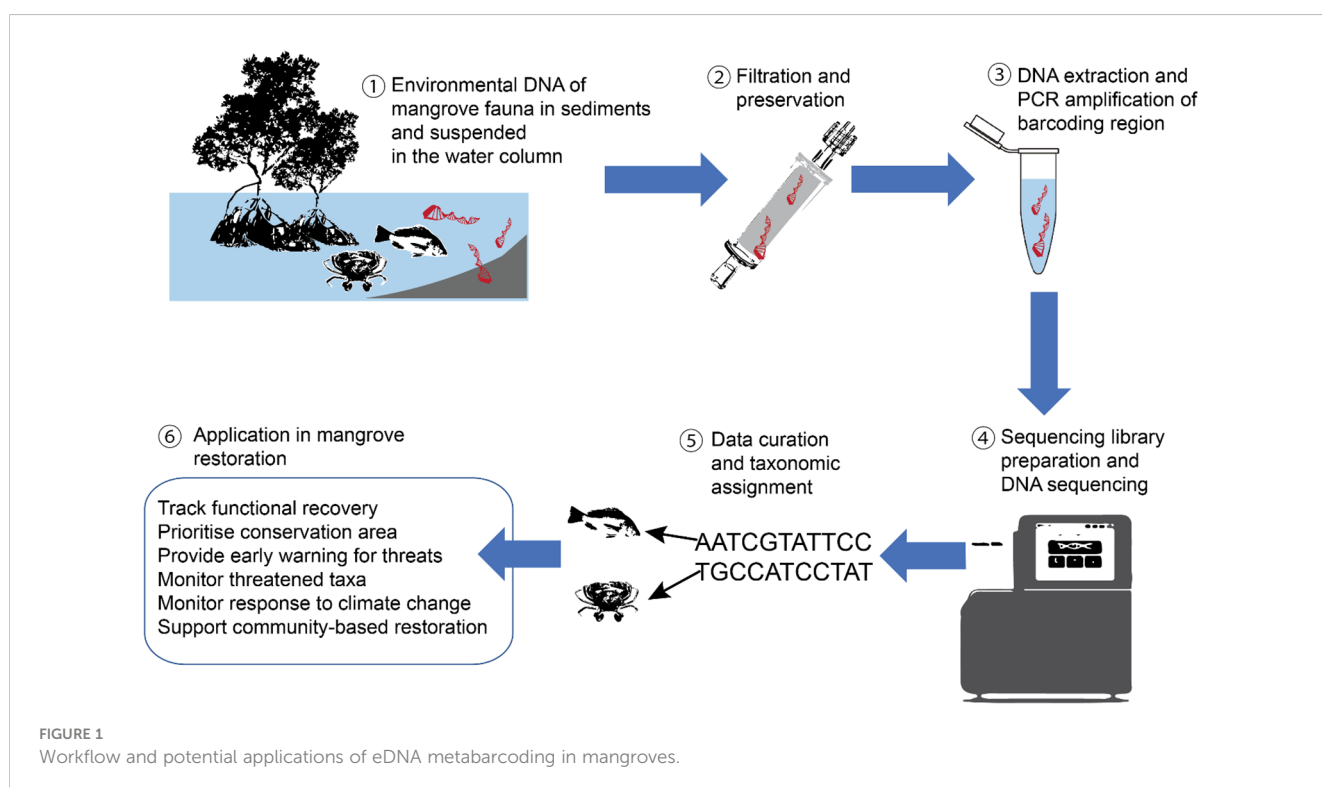 ① Environmental DNA of
mangrove fauna in sediments
and suspended
in the water column
② Filtration and
preservation
③ DNA extraction and
PCR amplification of
barcoding region
④ Sequencing library
preparation and
DNA sequencing
⑤ Data curation
and taxonomic
assignment
AATCGTATTCC
TGCCATCCTAT
⑥ Application in mangrove
restoration
Track functional recovery
Prioritise conservation area
Provide early warning for threats
Monitor threatened taxa
Monitor response to climate change
Support community-based restoration
FIGURE 1
Workflow and potential applications of eDNA metabarcoding in mangroves.